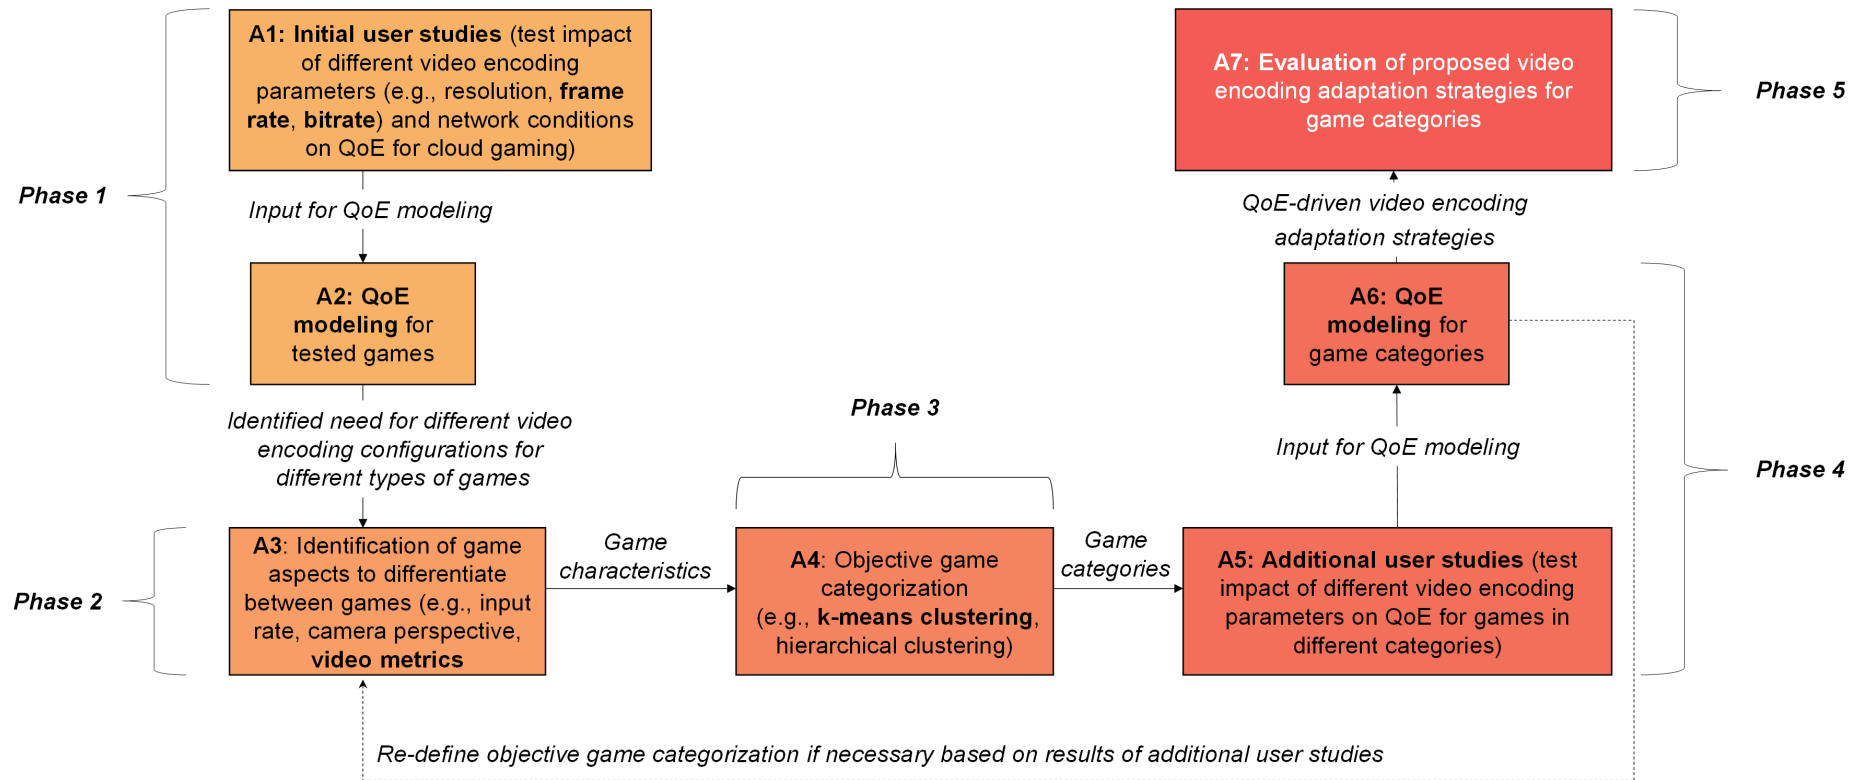 Phase 1
A1: Initial user studies (test impact
of different video encoding
parameters (e.g., resolution, frame
rate, bitrate) and network conditions
on QoE for cloud gaming)
Input for QoE modeling
A2: QoE
modeling for
tested games
Identified need for different video
encoding configurations for
different types of games
Phase 2
A3: Identification of game
aspects to differentiate
between games (e.g., input
rate, camera perspective,
video metrics
Game
characteristics
Phase 3
A4: Objective game
categorization
(e.g., k-means clustering,
hierarchical clustering)
Game
categories
A5: Additional user studies (test
impact of different video encoding
parameters on QoE for games in
different categories)
Input for QoE modeling
A6: QoE
modeling for
game categories
Phase 4
QoE-driven video encoding
adaptation strategies
A7: Evaluation of proposed video
encoding adaptation strategies for
game categories
Phase 5
Re-define objective game categorization if necessary based on results of additional user studies